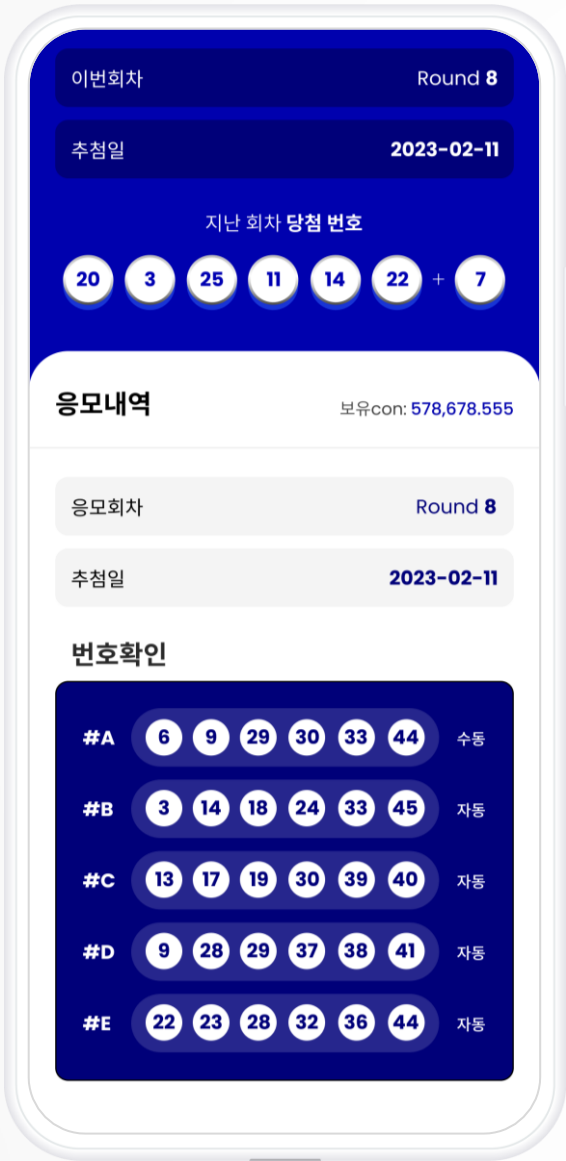 이번회차 Round 8
추첨일 2023-02-11
지난 회차 당첨 번호
20 3 25 11 14 22 + 7
응모내역 보유con: 578,678.555
응모회차 Round 8
추첨일 2023-02-11
번호확인
#A 6 9 29 30 33 44 수동
#B 3 14 18 24 33 45 자동
#C 13 17 19 30 39 40 자동
#D 9 28 29 37 38 41 자동
#E 22 23 28 32 36 44 자동